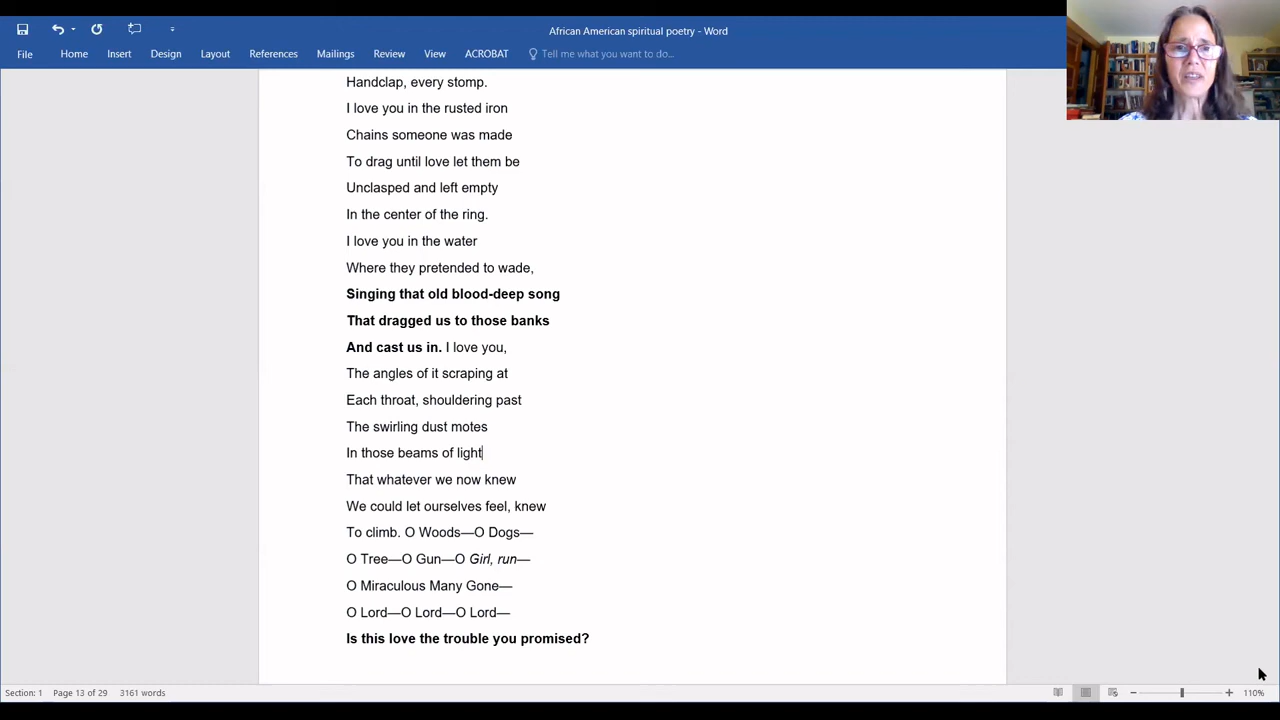 African American spiritual poetry - Word
File Home Insert Design Layout References Mailings Review View ACROBAT Tell me what you want to do...
Handclap, every stomp.
I love you in the rusted iron
Chains someone was made
To drag until love let them be
Unclasped and left empty
In the center of the ring.
I love you in the water
Where they pretended to wade,
Singing that old blood-deep song
That dragged us to those banks
And cast us in. I love you,
The angles of it scraping at
Each throat, shouldering past
The swirling dust motes
In those beams of light
That whatever we now knew
We could let ourselves feel, knew
To climb. O Woods—O Dogs—
O Tree—O Gun—O Girl, run—
O Miraculous Many Gone—
O Lord—O Lord—O Lord—
Is this love the trouble you promised?
Section: 1 Page 13 of 29 3161 words 110%